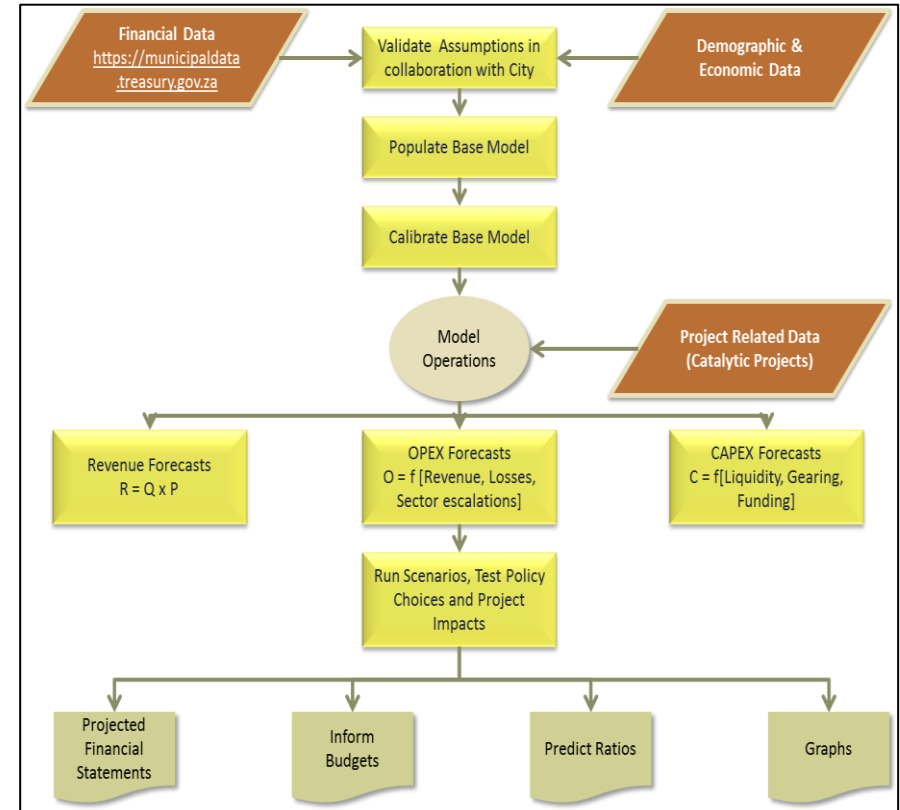 Financial Data
https://municipaldata
.treasury.gov.za
Validate Assumptions in
collaboration with City
Demographic &
Economic Data
Populate Base Model
Calibrate Base Model
Model
Operations
Project Related Data
(Catalytic Projects)
Revenue Forecasts
R = Q x P
OPEX Forecasts
O = f [Revenue, Losses,
Sector escalations]
CAPEX Forecasts
C = f[Liquidity, Gearing,
Funding]
Run Scenarios, Test Policy
Choices and Project
Impacts
Projected
Financial
Statements
Inform
Budgets
Predict Ratios
Graphs